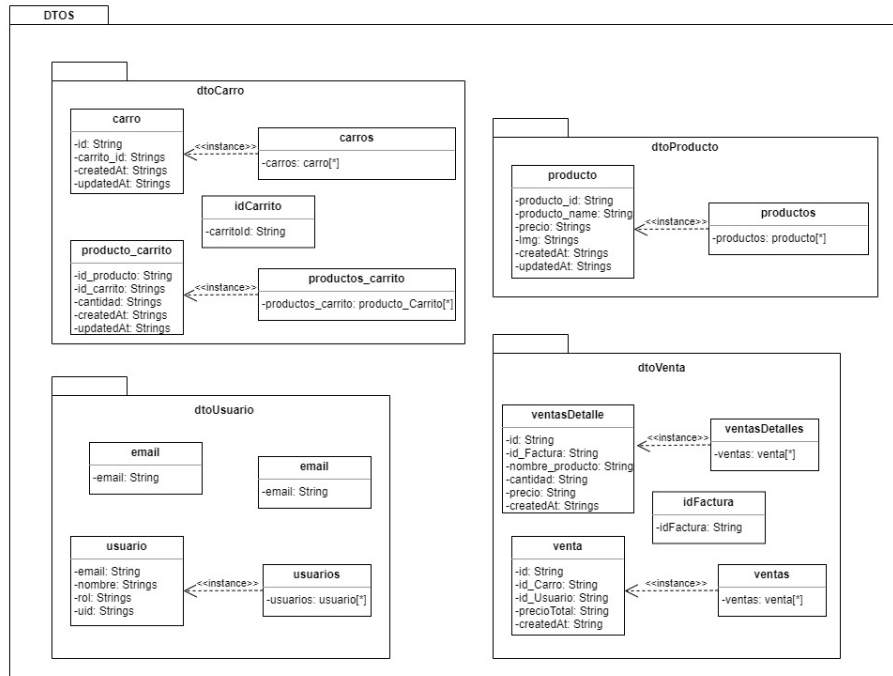 DTOS
dtoCarro
carro
-id: String
-carrito_id: Strings
-createdAt: Strings
-updatedAt: Strings
<<instance>>
carros
-carros: carro[*]
idCarrito
-carritoId: String
producto_carrito
-id_producto: String
-id_carrito: Strings
-cantidad: Strings
-createdAt: Strings
-updatedAt: Strings
<<instance>>
productos_carrito
-productos_carrito: producto_Carrito[*]
dtoProducto
producto
-producto_id: String
-producto_name: String
-precio: Strings
-Img: Strings
-createdAt: Strings
-updatedAt: Strings
<<instance>>
productos
-productos: producto[*]
dtoUsuario
email
-email: String
email
-email: String
usuario
-email: String
-nombre: Strings
-rol: Strings
-uid: Strings
<<instance>>
usuarios
-usuarios: usuario[*]
dtoVenta
ventasDetalle
-id: String
-id_Factura: String
-nombre_producto: String
-cantidad: String
-precio: String
-createdAt: Strings
<<instance>>
ventasDetalles
-ventas: venta[*]
idFactura
-idFactura: String
venta
-id: String
-id_Carro: String
-id_Usuario: String
-precioTotal: String
-createdAt: String
<<instance>>
ventas
-ventas: venta[*]